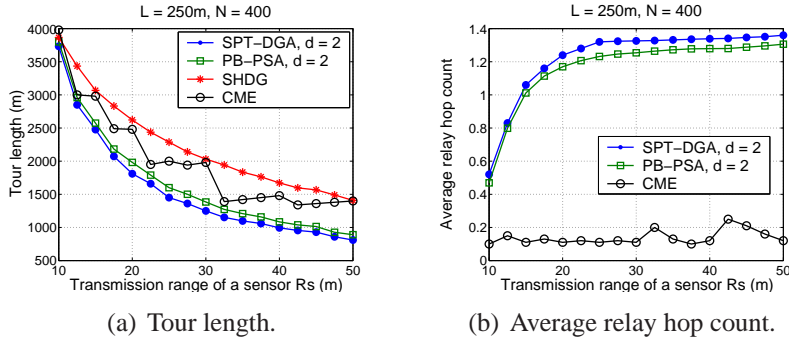 L = 250m, N = 400
4000
3500
3000
2500
2000
1500
1000
500
10
20
30
40
50
Tour length (m)
Transmission range of a sensor Rs (m)
SPT−DGA, d = 2
PB−PSA, d = 2
SHDG
CME
(a) Tour length.
L = 250m, N = 400
1.4
1.2
1
0.8
0.6
0.4
0.2
0
10
20
30
40
50
Average relay hop count
Transmission range of a sensor Rs (m)
SPT−DGA, d = 2
PB−PSA, d = 2
CME
(b) Average relay hop count.